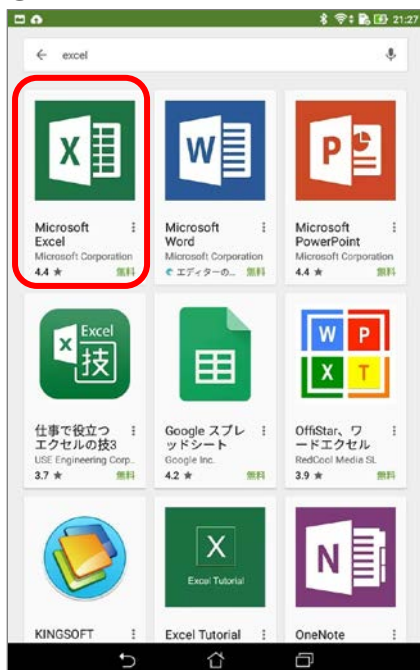 21:27
excel
X
W
P
Microsoft
Excel
Microsoft Corporation
4.4 ★ 無料
Microsoft
Word
Microsoft Corporation
エディターの... 無料
Microsoft
PowerPoint
Microsoft Corporation
4.4 ★ 無料
x Excel
技
W P
X T
仕事で役立つ
エクセルの技3
USE Engineering Corp..
3.7 ★ 無料
Google スプレ
ッドシート
Google Inc.
4.2 ★ 無料
OffiStar、ワ
ードエクセル
RedCool Media SL
3.9 ★ 無料
X
Excel Tutorial
N
KINGSOFT
Excel Tutorial
OneNote